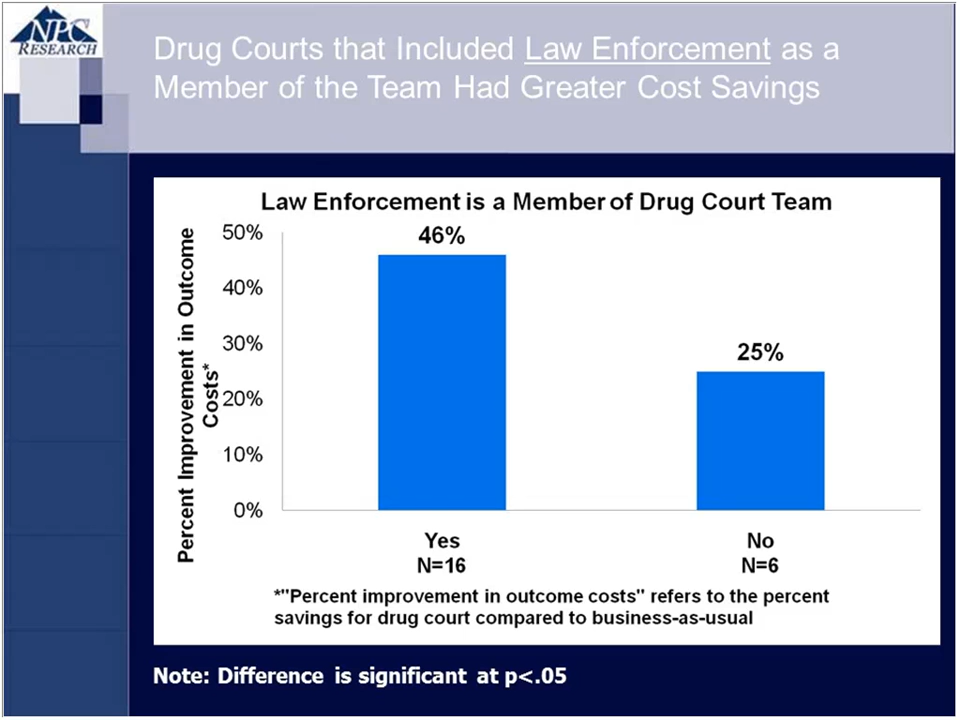 NPC
RESEARCH
Drug Courts that Included Law Enforcement as a
Member of the Team Had Greater Cost Savings
Law Enforcement is a Member of Drug Court Team
Percent Improvement in Outcome
Costs*
50%
40%
30%
20%
10%
0%
46%
25%
Yes
N=16
No
N=6
*"Percent improvement in outcome costs" refers to the percent
savings for drug court compared to business-as-usual
Note: Difference is significant at p<.05